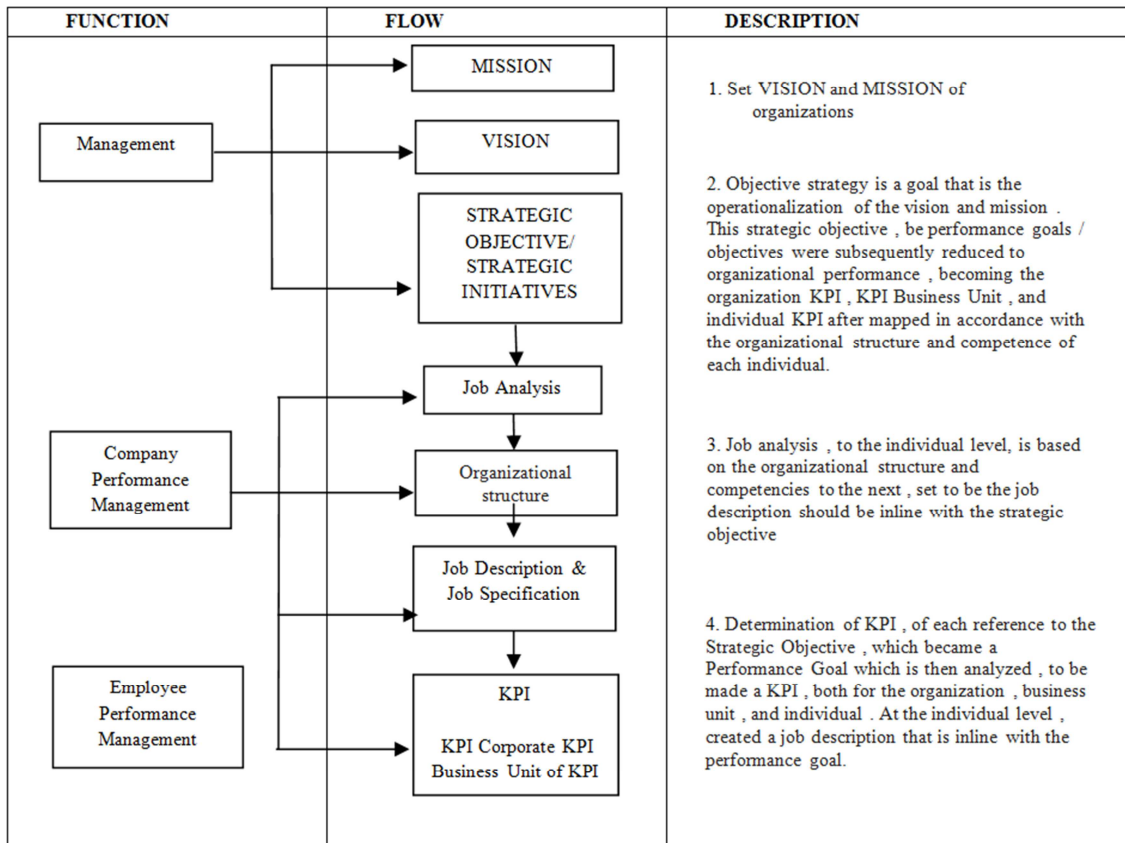 FUNCTION
FLOW
DESCRIPTION
Management
MISSION
VISION
STRATEGIC
OBJECTIVE/
STRATEGIC
INITIATIVES
1. Set VISION and MISSION of
organizations
2. Objective strategy is a goal that is the
operationalization of the vision and mission .
This strategic objective , be performance goals /
objectives were subsequently reduced to
organizational performance , becoming the
organization KPI , KPI Business Unit , and
individual KPI after mapped in accordance with
the organizational structure and competence of
each individual.
Company
Performance
Management
Job Analysis
Organizational
structure
Job Description &
Job Specification
3. Job analysis , to the individual level, is based
on the organizational structure and
competencies to the next , set to be the job
description should be inline with the strategic
objective
Employee
Performance
Management
KPI
KPI Corporate KPI
Business Unit of KPI
4. Determination of KPI , of each reference to the
Strategic Objective , which became a
Performance Goal which is then analyzed , to be
made a KPI , both for the organization , business
unit , and individual . At the individual level ,
created a job description that is inline with the
performance goal.